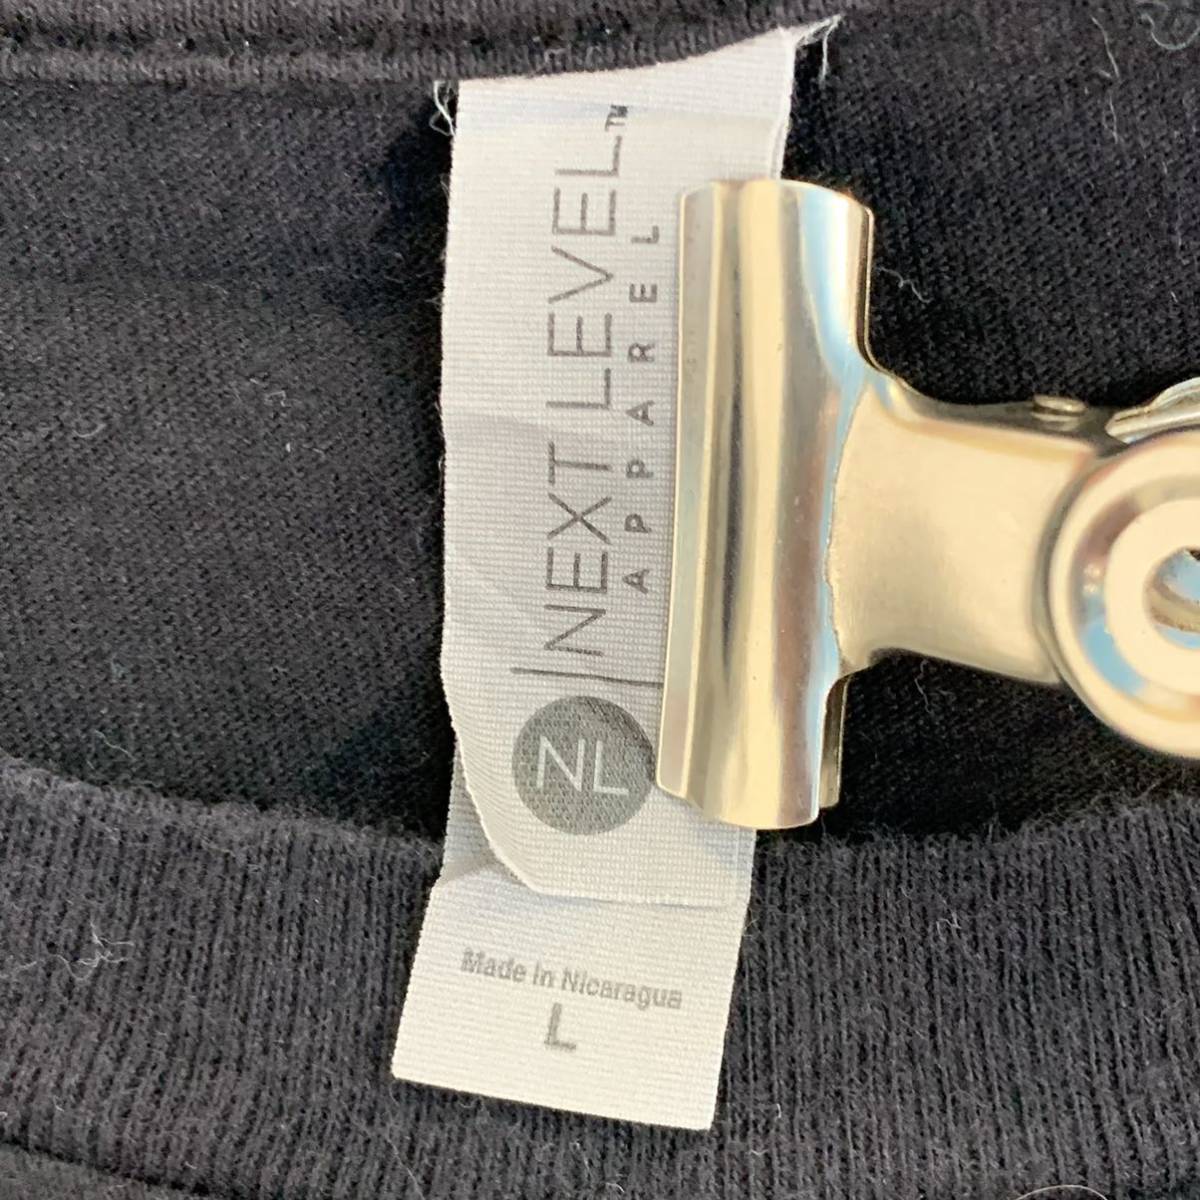 NEXT LEVEL™
APPAREL
NL
Made in Nicaragua
L